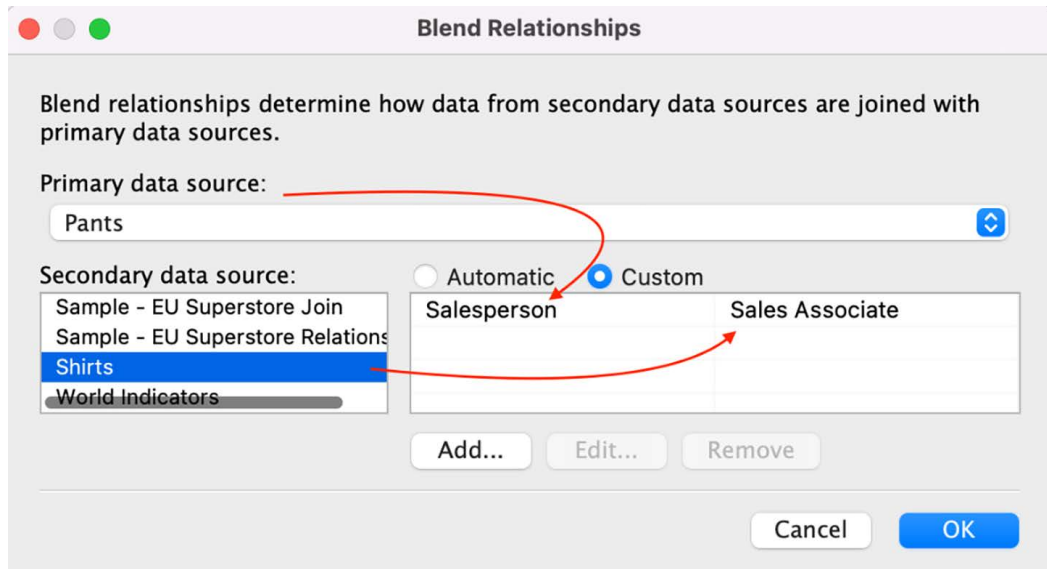 Blend Relationships
Blend relationships determine how data from secondary data sources are joined with
primary data sources.
Primary data source:
Pants
Secondary data source:
Automatic
Custom
Sample - EU Superstore Join
Sample - EU Superstore Relations
Shirts
World Indicators
Salesperson
Sales Associate
Add...
Edit...
Remove
Cancel
OK